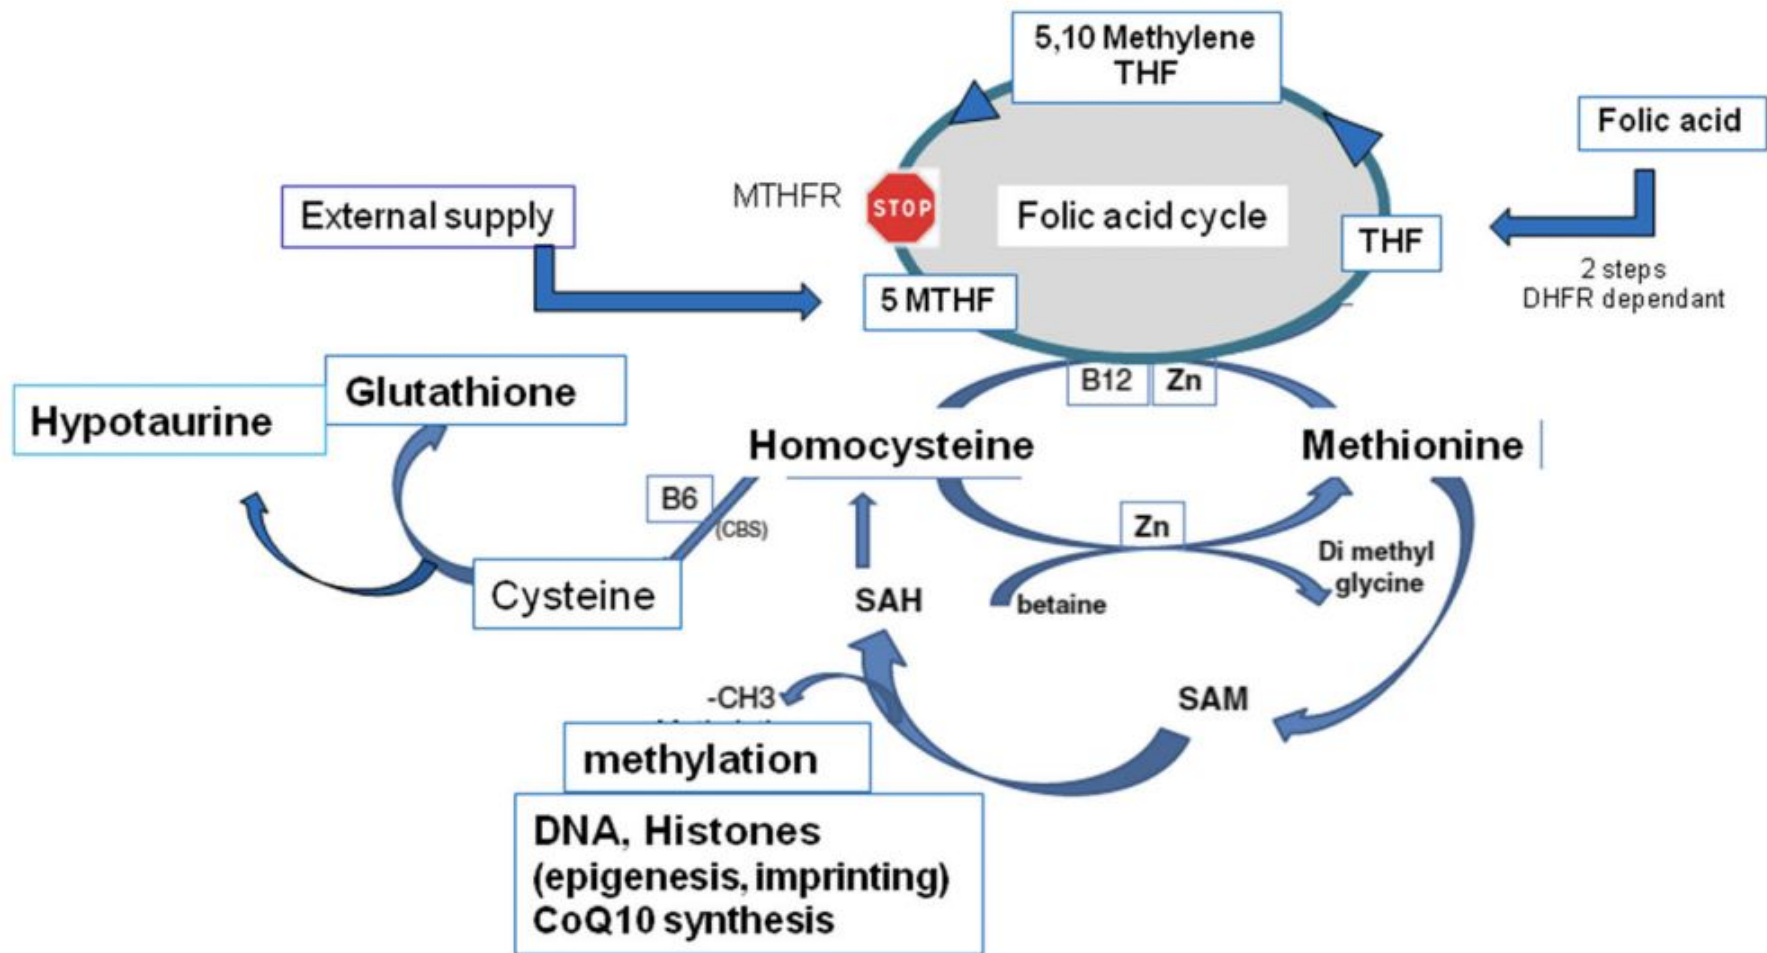 5,10 Methylene
THF
Folic acid
MTHFR
STOP
External supply
Folic acid cycle
THF
2 steps
DHFR dependant
5 MTHF
B12
Zn
Glutathione
Hypotaurine
Homocysteine
Methionine
B6
(CBS)
Zn
Di methyl
glycine
Cysteine
SAH
betaine
-CH3
SAM
methylation
DNA, Histones
(epigenesis, imprinting)
CoQ10 synthesis